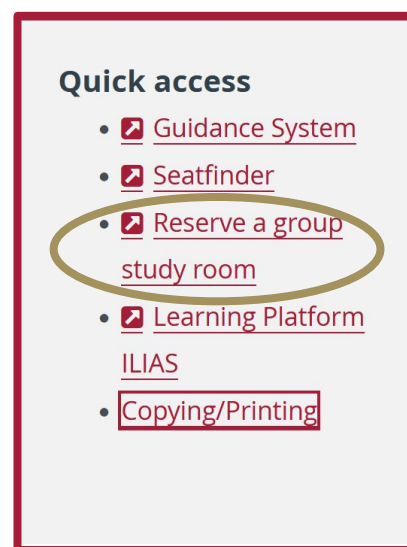 Quick access
Guidance System
Seatfinder
Reserve a group
study room
Learning Platform
ILIAS
Copying/Printing